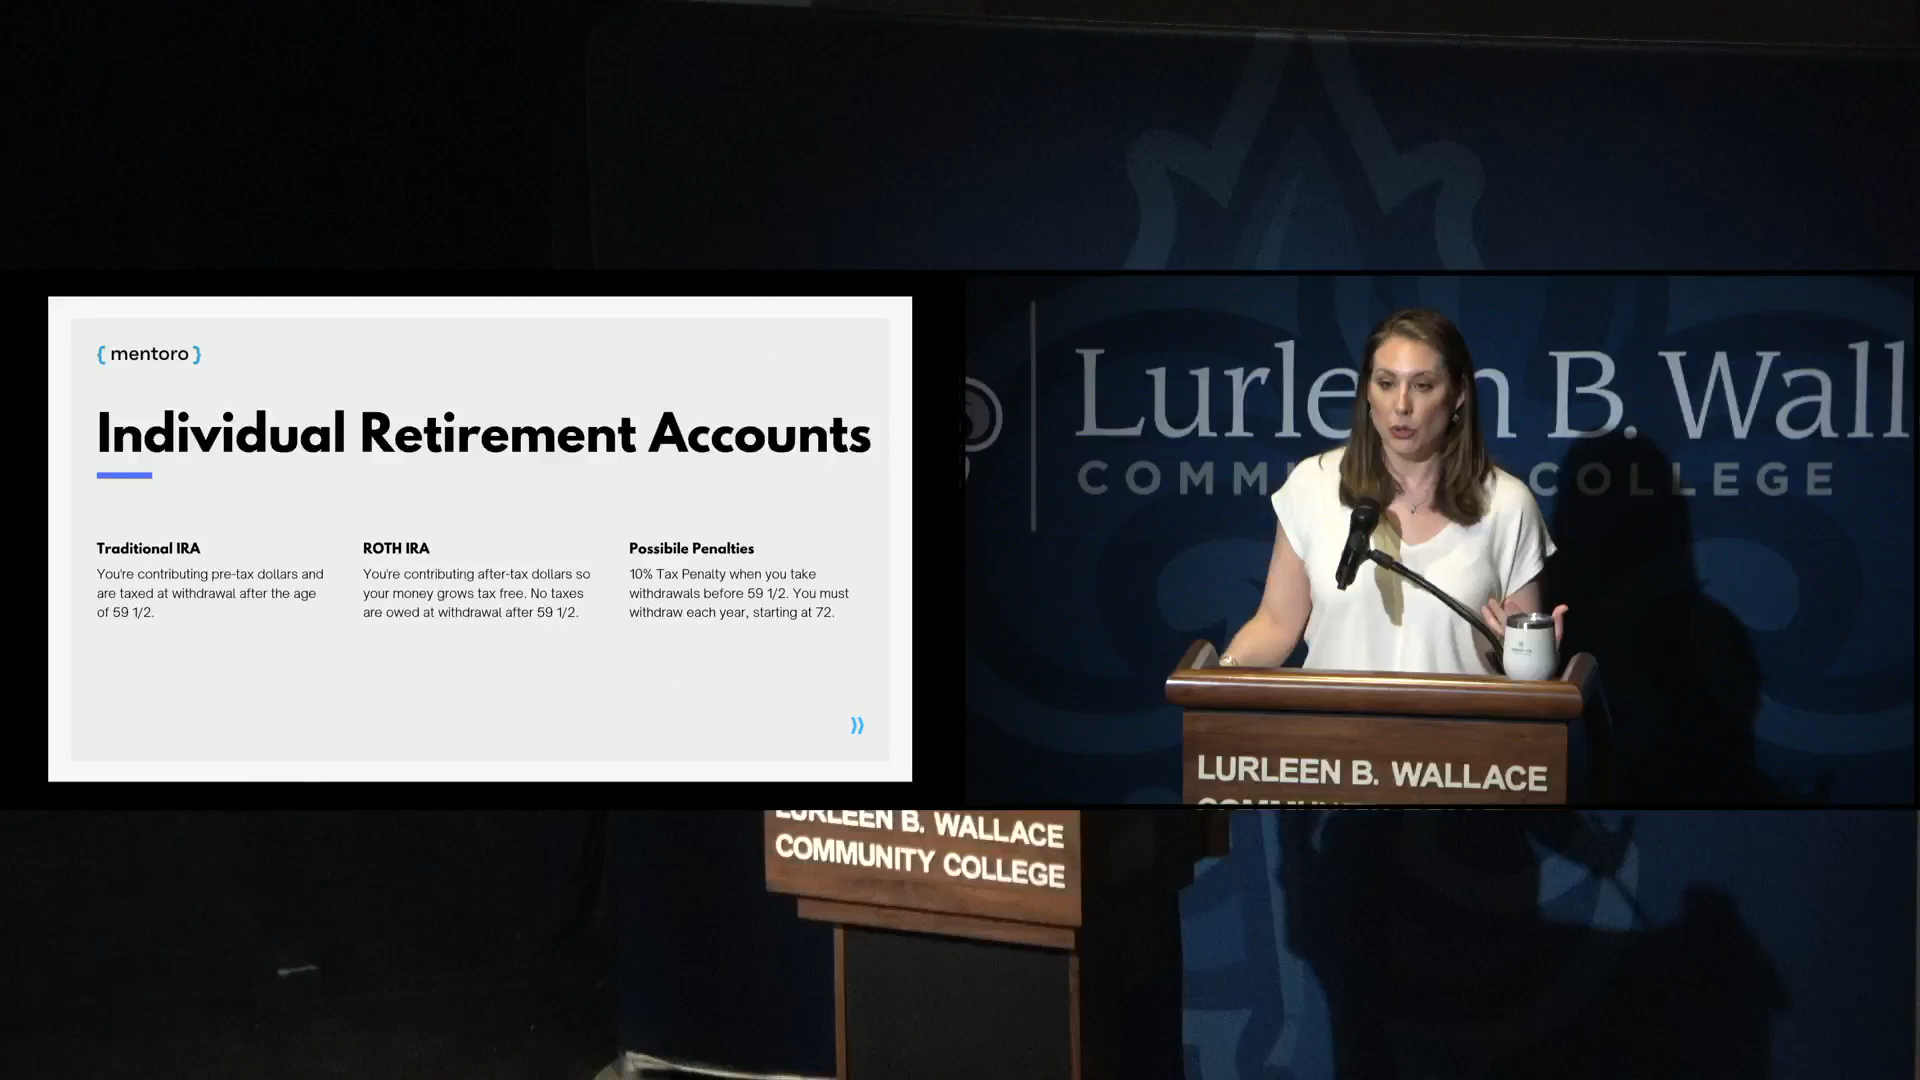 { mentoro }
Individual Retirement Accounts
Traditional IRA
You're contributing pre-tax dollars and
are taxed at withdrawal after the age
of 59 1/2.
ROTH IRA
You're contributing after-tax dollars so
your money grows tax free. No taxes
are owed at withdrawal after 59 1/2.
Possibile Penalties
10% Tax Penalty when you take
withdrawals before 59 1/2. You must
withdraw each year, starting at 72.
Lurle n B. Wall
COMM COLLEGE
LURLEEN B. WALLACE
LURLEEN B. WALLACE
COMMUNITY COLLEGE